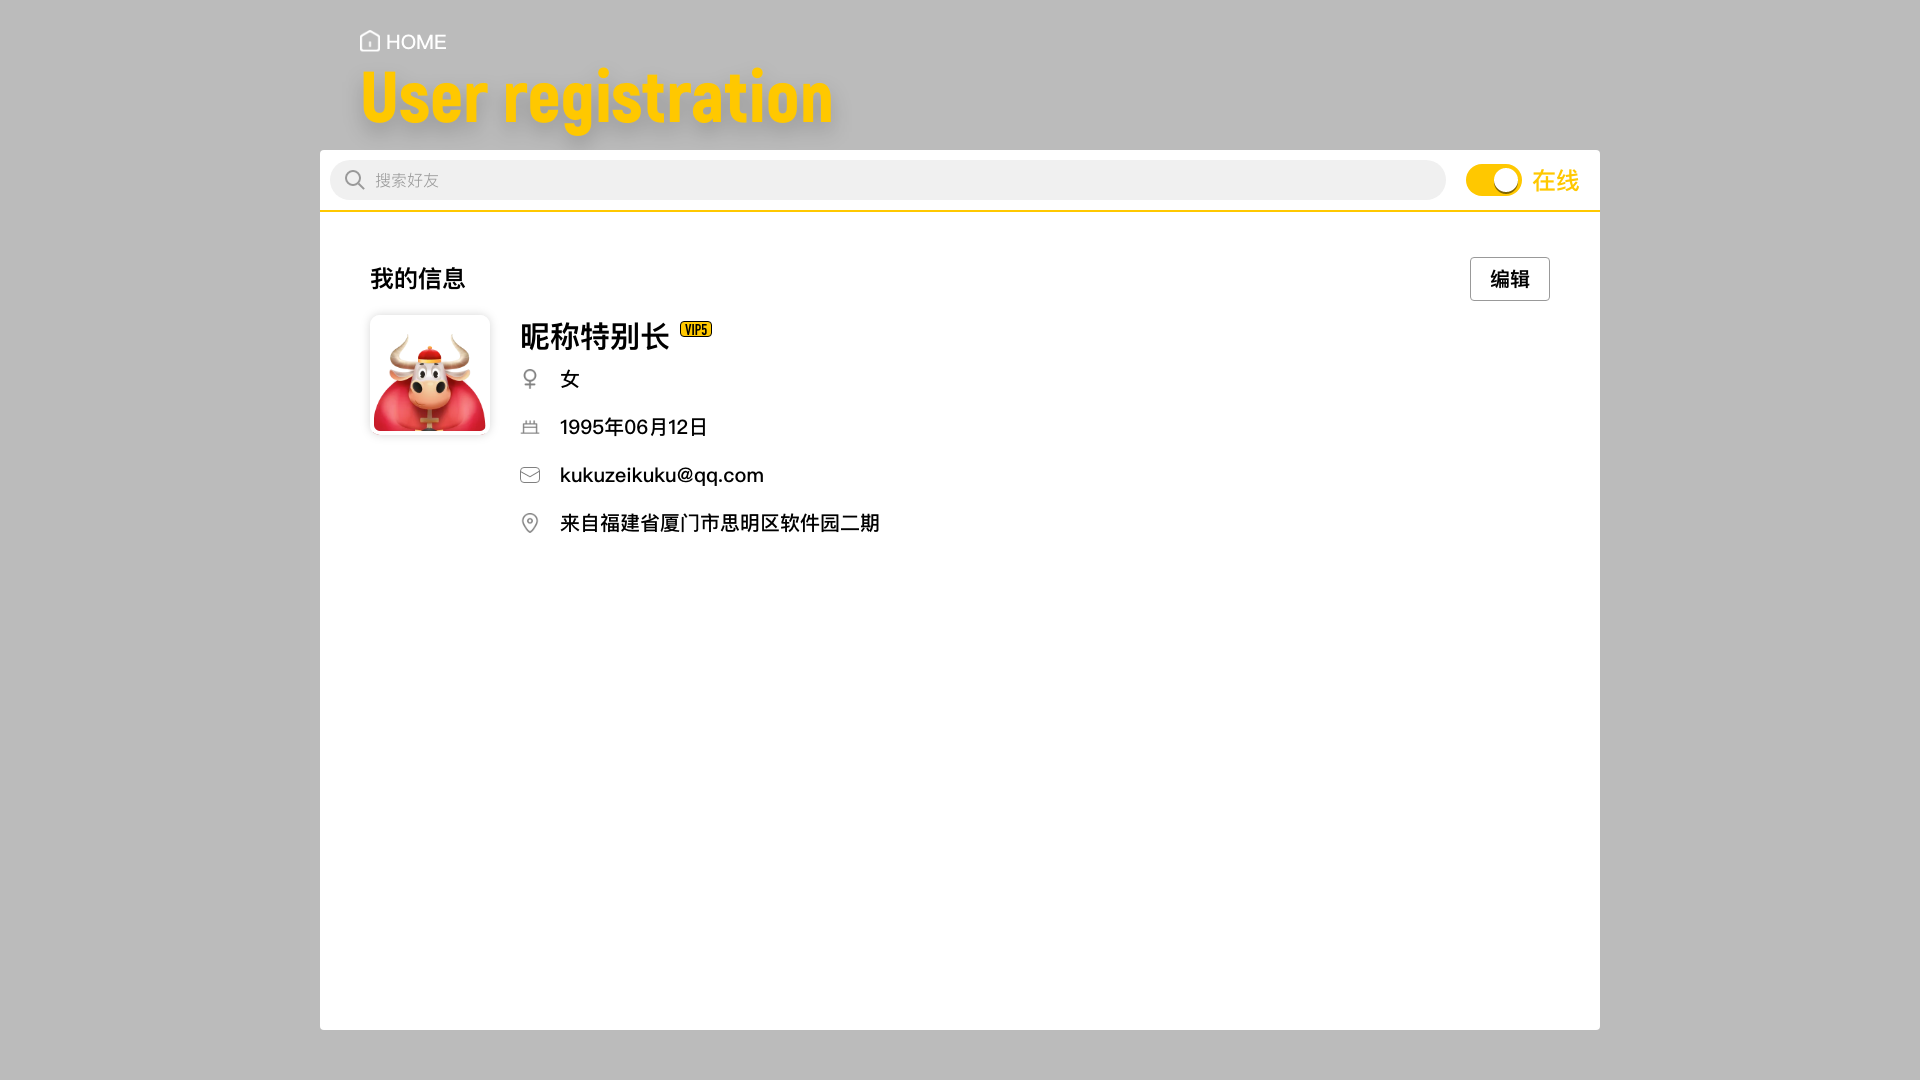 HOME
User registration
搜索好友
在线
我的信息
编辑
昵称特别长 VIP5
女
1995年06月12日
kukuzeikuku@qq.com
来自福建省厦门市思明区软件园二期